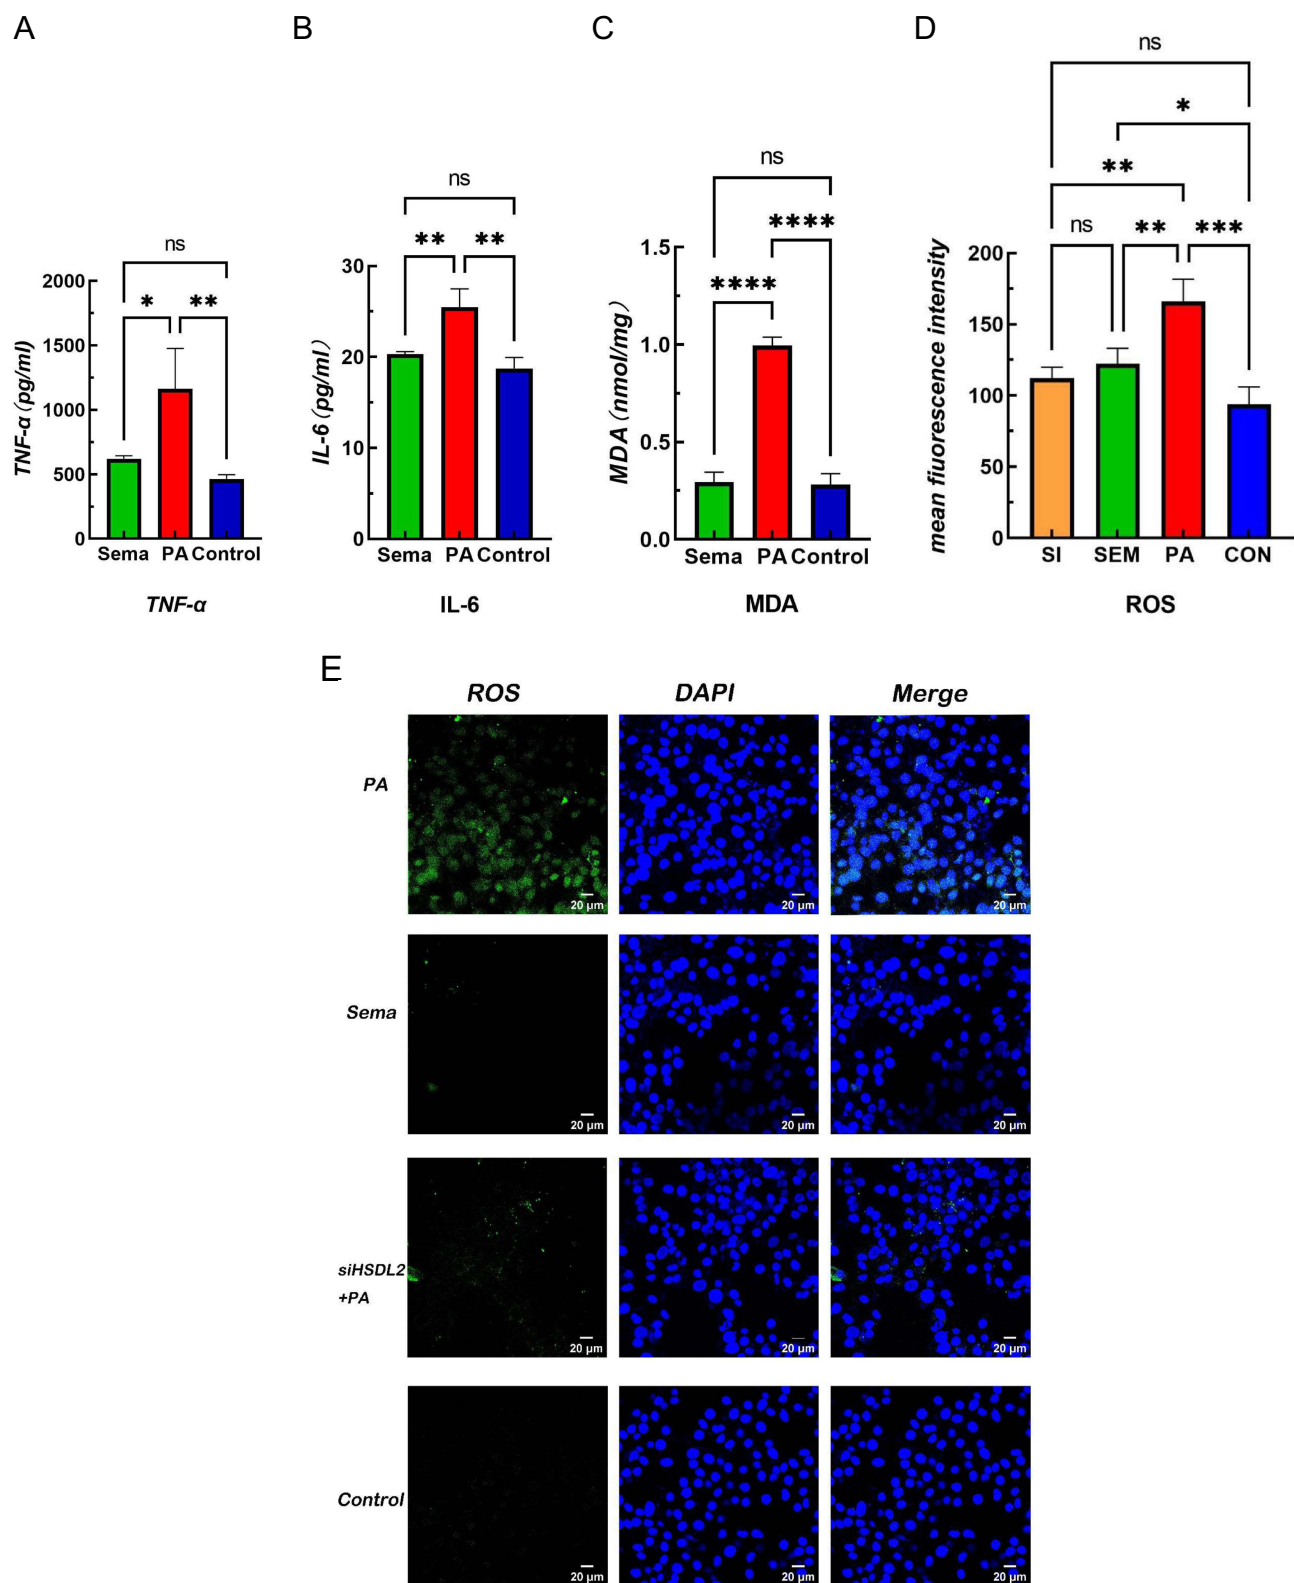 A
B
C
D
ns
*
**
2000
1500
1000
500
0
TNF-α (pg/ml)
Sema PA Control
TNF-α
ns
**
**
30
20
10
0
IL-6 (pg/ml)
Sema PA Control
IL-6
ns
****
****
1.5
1.0
0.5
0.0
MDA (nmol/mg)
Sema PA Control
MDA
ns
*
**
ns
**
***
200
150
100
50
0
mean fluorescence intensity
SI SEM PA CON
ROS
E
ROS DAPI Merge
PA
20 μm 20 μm 20 μm
Sema
20 μm 20 μm 20 μm
siHSDL2
+PA
20 μm 20 μm 20 μm
Control
20 μm 20 μm 20 μm